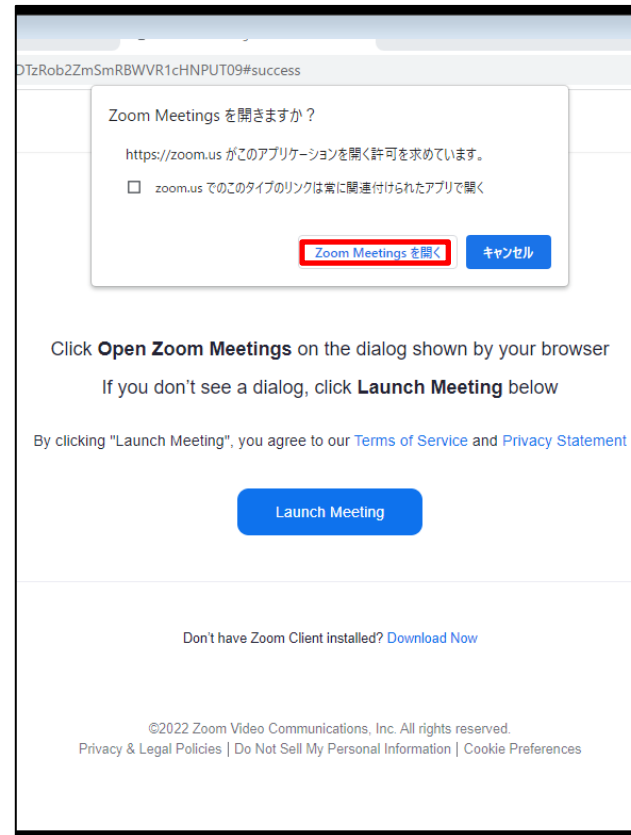 DTzRob2ZmSmRBWVR1cHNPUT09#success
Zoom Meetings を開きますか？
https://zoom.us がこのアプリケーションを開く許可を求めています。
zoom.us でのこのタイプのリンクは常に関連付けられたアプリで開く
Zoom Meetings を開く キャンセル
Click Open Zoom Meetings on the dialog shown by your browser
If you don’t see a dialog, click Launch Meeting below
By clicking "Launch Meeting", you agree to our Terms of Service and Privacy Statement
Launch Meeting
Don’t have Zoom Client installed? Download Now
©2022 Zoom Video Communications, Inc. All rights reserved.
Privacy & Legal Policies | Do Not Sell My Personal Information | Cookie Preferences